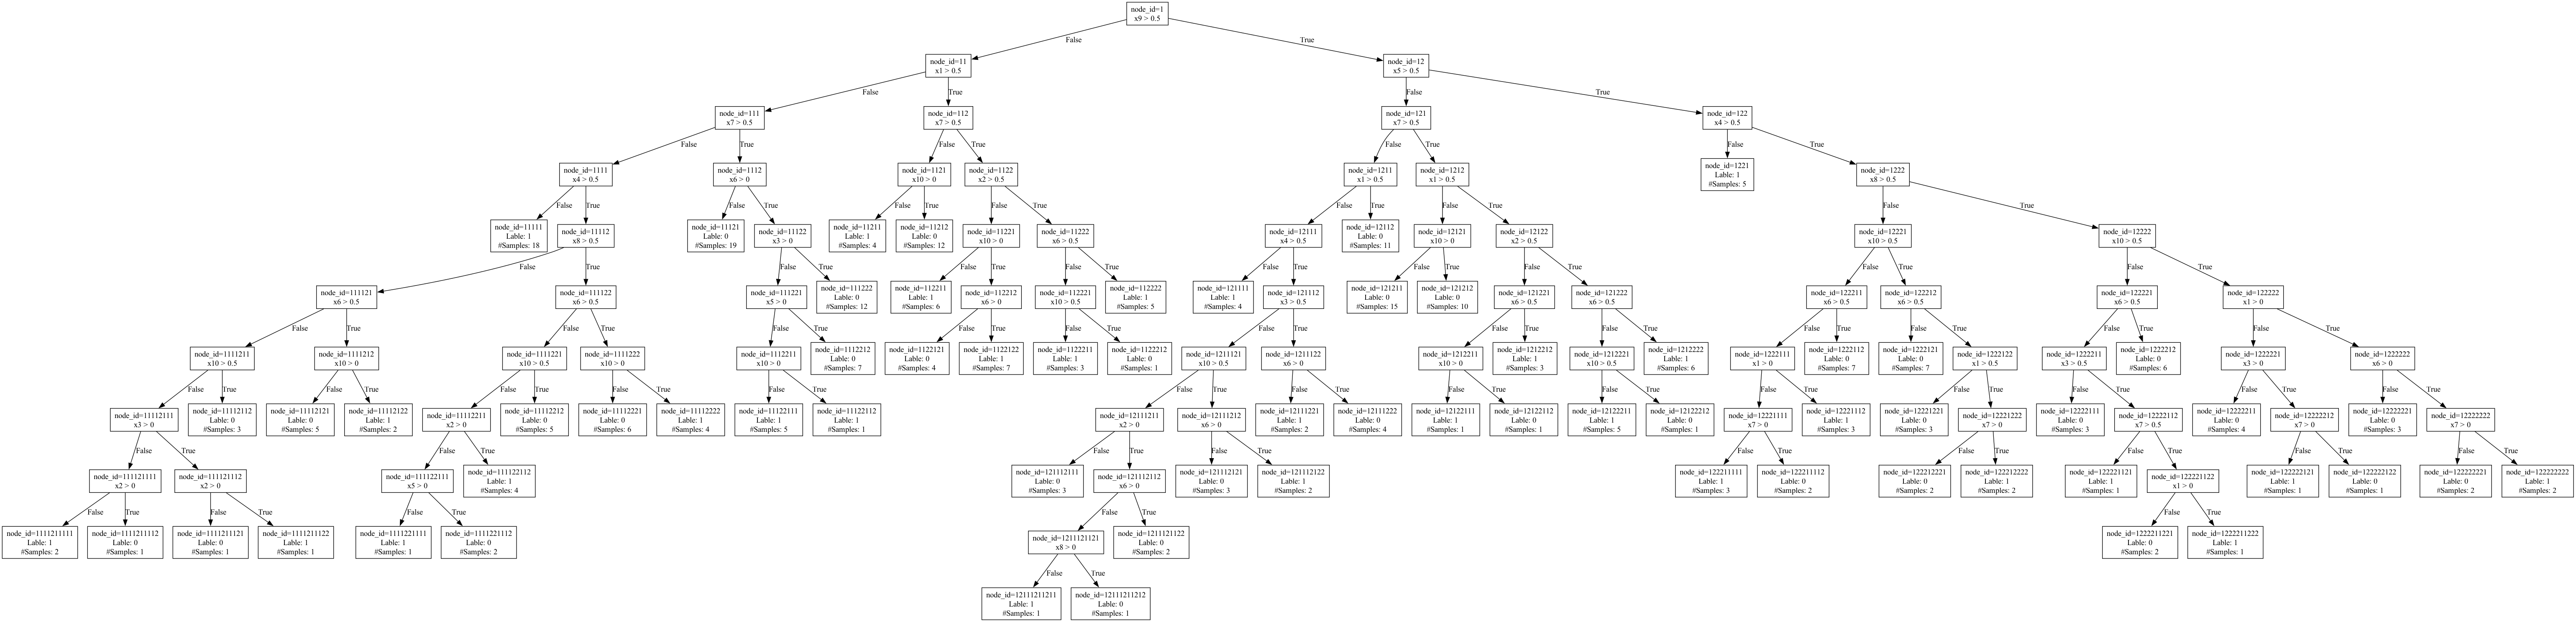 node_id=1
x9 > 0.5
False
True
node_id=11
x1 > 0.5
node_id=12
x5 > 0.5
False
True
False
True
node_id=111
x7 > 0.5
node_id=112
x7 > 0.5
node_id=121
x7 > 0.5
node_id=122
x4 > 0.5
False
True
False
True
False
True
False
True
node_id=1111
x4 > 0.5
node_id=1112
x6 > 0
node_id=1121
x10 > 0
node_id=1122
x2 > 0.5
node_id=1211
x1 > 0.5
node_id=1212
x1 > 0.5
node_id=1221
Lable: 1
#Samples: 5
node_id=1222
x8 > 0.5
False
True
False
True
False
True
False
True
False
True
False
True
False
True
node_id=11111
Lable: 1
#Samples: 18
node_id=11112
x8 > 0.5
node_id=11121
Lable: 0
#Samples: 19
node_id=11122
x3 > 0
node_id=11211
Lable: 1
#Samples: 4
node_id=11212
Lable: 0
#Samples: 12
node_id=11221
x10 > 0
node_id=11222
x6 > 0.5
node_id=12111
x4 > 0.5
node_id=12112
Lable: 0
#Samples: 11
node_id=12121
x10 > 0
node_id=12122
x2 > 0.5
node_id=12221
x10 > 0.5
node_id=12222
x10 > 0.5
False
True
False
True
False
True
False
True
False
True
False
True
False
True
False
True
False
True
node_id=111121
x6 > 0.5
node_id=111122
x6 > 0.5
node_id=111221
x5 > 0
node_id=111222
Lable: 0
#Samples: 12
node_id=112211
Lable: 1
#Samples: 6
node_id=112212
x6 > 0
node_id=112221
x10 > 0.5
node_id=112222
Lable: 1
#Samples: 5
node_id=121111
Lable: 1
#Samples: 4
node_id=121112
x3 > 0.5
node_id=121211
Lable: 0
#Samples: 15
node_id=121212
Lable: 0
#Samples: 10
node_id=121221
x6 > 0.5
node_id=121222
x6 > 0.5
node_id=122211
x6 > 0.5
node_id=122212
x6 > 0.5
node_id=122221
x6 > 0.5
node_id=122222
x1 > 0
False
True
False
True
False
True
False
True
False
True
False
True
False
True
False
True
False
True
False
True
False
True
False
True
node_id=1111211
x10 > 0.5
node_id=1111212
x10 > 0
node_id=1111221
x10 > 0.5
node_id=1111222
x10 > 0
node_id=1112211
x10 > 0
node_id=1112212
Lable: 0
#Samples: 7
node_id=1122121
Lable: 0
#Samples: 4
node_id=1122122
Lable: 1
#Samples: 7
node_id=1122211
Lable: 1
#Samples: 3
node_id=1122212
Lable: 0
#Samples: 1
node_id=1211121
x10 > 0.5
node_id=1211122
x6 > 0
node_id=1212211
x10 > 0
node_id=1212212
Lable: 1
#Samples: 3
node_id=1212221
x10 > 0.5
node_id=1212222
Lable: 1
#Samples: 6
node_id=1222111
x1 > 0
node_id=1222112
Lable: 0
#Samples: 7
node_id=1222121
Lable: 0
#Samples: 7
node_id=1222122
x1 > 0.5
node_id=1222211
x3 > 0.5
node_id=1222212
Lable: 0
#Samples: 6
node_id=1222221
x3 > 0
node_id=1222222
x6 > 0
False
True
False
True
False
True
False
True
False
True
False
True
False
True
False
True
False
True
False
True
False
True
False
True
False
True
False
True
node_id=11112111
x3 > 0
node_id=11112112
Lable: 0
#Samples: 3
node_id=11112121
Lable: 0
#Samples: 5
node_id=11112122
Lable: 1
#Samples: 2
node_id=11112211
x2 > 0
node_id=11112212
Lable: 0
#Samples: 5
node_id=11112221
Lable: 0
#Samples: 6
node_id=11112222
Lable: 1
#Samples: 4
node_id=11122111
Lable: 1
#Samples: 5
node_id=11122112
Lable: 1
#Samples: 1
node_id=12111211
x2 > 0
node_id=12111212
x6 > 0
node_id=12111221
Lable: 1
#Samples: 2
node_id=12111222
Lable: 0
#Samples: 4
node_id=12122111
Lable: 1
#Samples: 1
node_id=12122112
Lable: 0
#Samples: 1
node_id=12122211
Lable: 1
#Samples: 5
node_id=12122212
Lable: 0
#Samples: 1
node_id=12221111
x7 > 0
node_id=12221112
Lable: 1
#Samples: 3
node_id=12221221
Lable: 0
#Samples: 3
node_id=12221222
x7 > 0
node_id=12222111
Lable: 0
#Samples: 3
node_id=12222112
x7 > 0.5
node_id=12222211
Lable: 0
#Samples: 4
node_id=12222212
x7 > 0
node_id=12222221
Lable: 0
#Samples: 3
node_id=12222222
x7 > 0
False
True
False
True
False
True
False
True
False
True
False
True
False
True
False
True
False
True
node_id=111121111
x2 > 0
node_id=111121112
x2 > 0
node_id=111122111
x5 > 0
node_id=111122112
Lable: 1
#Samples: 4
node_id=121112111
Lable: 0
#Samples: 3
node_id=121112112
x6 > 0
node_id=121112121
Lable: 0
#Samples: 3
node_id=121112122
Lable: 1
#Samples: 2
node_id=122211111
Lable: 1
#Samples: 3
node_id=122211112
Lable: 0
#Samples: 2
node_id=122212221
Lable: 0
#Samples: 2
node_id=122212222
Lable: 1
#Samples: 2
node_id=122221121
Lable: 1
#Samples: 1
node_id=122221122
x1 > 0
node_id=122222121
Lable: 1
#Samples: 1
node_id=122222122
Lable: 0
#Samples: 1
node_id=122222221
Lable: 0
#Samples: 2
node_id=122222222
Lable: 1
#Samples: 2
False
True
False
True
False
True
False
True
False
True
node_id=1111211111
Lable: 1
#Samples: 2
node_id=1111211112
Lable: 0
#Samples: 1
node_id=1111211121
Lable: 0
#Samples: 1
node_id=1111211122
Lable: 1
#Samples: 1
node_id=1111221111
Lable: 1
#Samples: 1
node_id=1111221112
Lable: 0
#Samples: 2
node_id=1211121121
x8 > 0
node_id=1211121122
Lable: 0
#Samples: 2
node_id=1222211221
Lable: 0
#Samples: 2
node_id=1222211222
Lable: 1
#Samples: 1
False
True
node_id=12111211211
Lable: 1
#Samples: 1
node_id=12111211212
Lable: 0
#Samples: 1